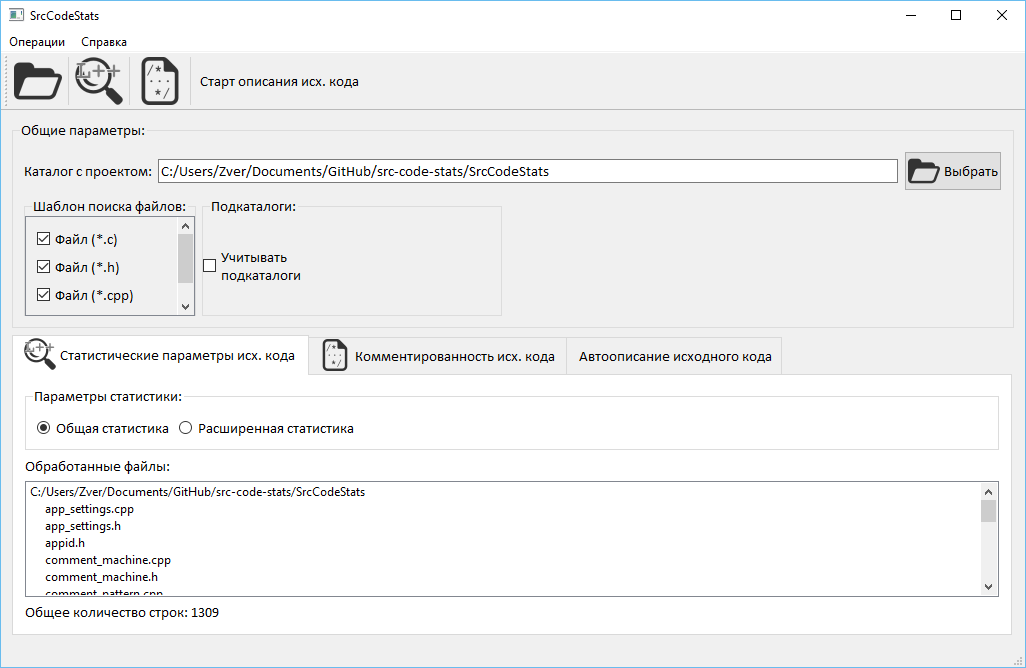 SrcCodeStats
Операции Справка
Старт описания исх. кода
Общие параметры:
Каталог с проектом: C:/Users/Zver/Documents/GitHub/src-code-stats/SrcCodeStats Выбрать
Шаблон поиска файлов: Подкаталоги:
Файл (*.c)
Файл (*.h)
Файл (*.cpp)
Учитывать
подкаталоги
Статистические параметры исх. кода Комментированность исх. кода Автоописание исходного кода
Параметры статистики:
Общая статистика Расширенная статистика
Обработанные файлы:
C:/Users/Zver/Documents/GitHub/src-code-stats/SrcCodeStats
app_settings.cpp
app_settings.h
appid.h
comment_machine.cpp
comment_machine.h
comment_pattern.cpp
Общее количество строк: 1309